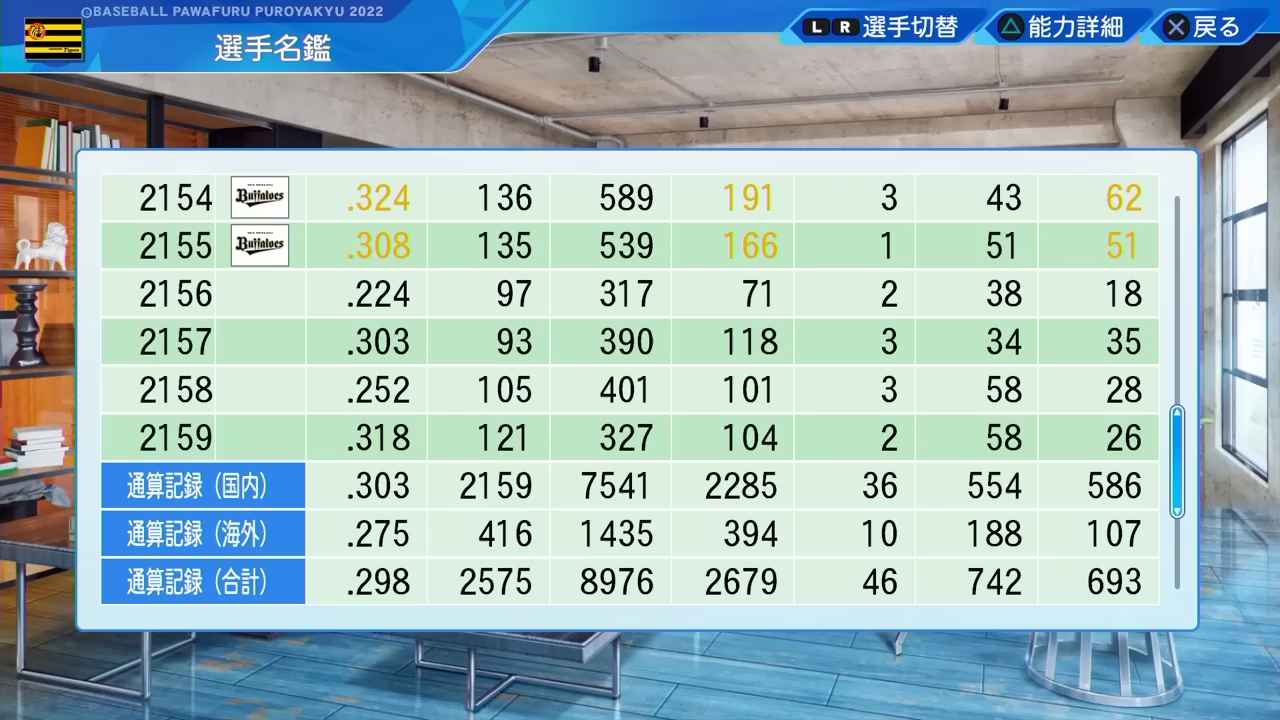 ©BASEBALL PAWAFURU PUROYAKYU 2022
選手名鑑
L R 選手切替 能力詳細 戻る
2154 Buffaloes .324 136 589 191 3 43 62
2155 Buffaloes .308 135 539 166 1 51 51
2156 .224 97 317 71 2 38 18
2157 .303 93 390 118 3 34 35
2158 .252 105 401 101 3 58 28
2159 .318 121 327 104 2 58 26
通算記録(国内) .303 2159 7541 2285 36 554 586
通算記録(海外) .275 416 1435 394 10 188 107
通算記録(合計) .298 2575 8976 2679 46 742 693